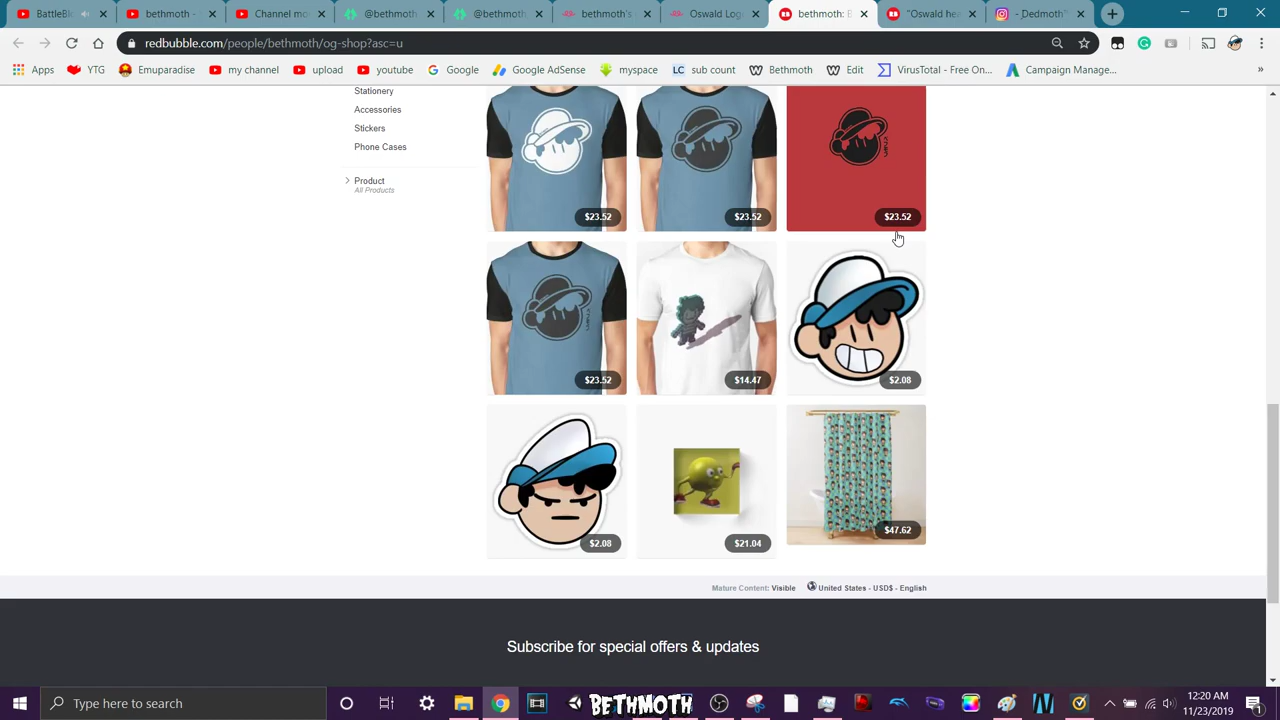 BattleBl
bethmoth -
Channel mo
@bethmoth
@bethmoth
bethmoth's
Oswald Log
bethmoth: B
"Oswald hea
- Dedmoth"
redbubble.com/people/bethmoth/og-shop?asc=u
Apps
YTG
Emuparadise
my channel
upload
youtube
Google
Google AdSense
myspace
LC sub count
Bethmoth
Edit
VirusTotal - Free On...
Campaign Manage...
»
Stationery
Accessories
Stickers
Phone Cases
Product
All Products
$23.52
$23.52
$23.52
$23.52
$14.47
$2.08
$2.08
$21.04
$47.62
Mature Content: Visible
United States - USD$ - English
Subscribe for special offers & updates
Type here to search
BETHMOTH
12:20 AM
11/23/2019
1